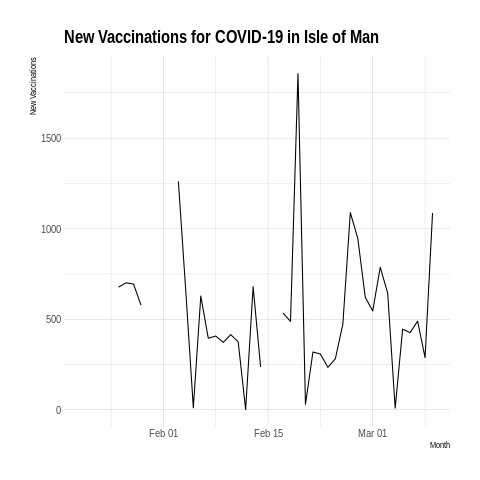 New Vaccinations for COVID-19 in Isle of Man
New Vaccinations
1500
1000
500
0
Feb 01
Feb 15
Mar 01
Month